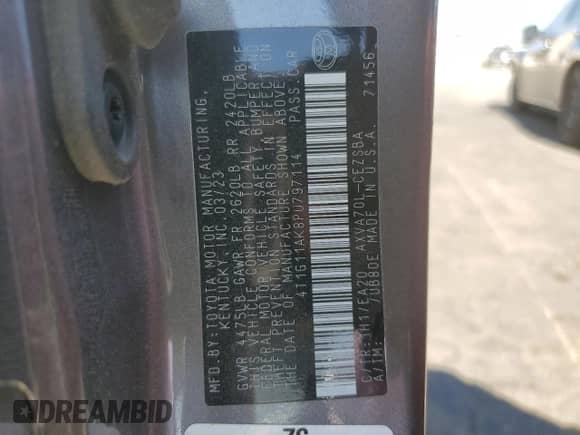 MFD.BY:TOYOTA MOTOR MANUFACTURING,
KENTUCKY, INC. 03/23
GVWR 4475LB GAWR FR 2620LB RR 2420LB
THIS VEHICLE CONFORMS TO ALL APPLICABLE
FEDERAL MOTOR VEHICLE SAFETY, BUMPER, AND
THEFT PREVENTION STANDARDS IN EFFECT ON
THE DATE OF MANUFACTURE SHOWN ABOVE.
4T1G11AK8PU797114 PASS.CAR
C/TR: 1H1/EA20 AXVA70L-CEZSBA
A/TM: UB80E MADE IN U.S.A. 71456
DREAMBID